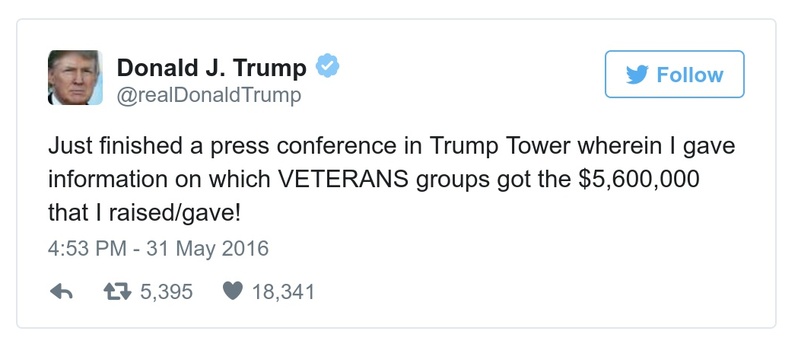 Donald J. Trump
@realDonaldTrump
Follow
Just finished a press conference in Trump Tower wherein I gave
information on which VETERANS groups got the $5,600,000
that I raised/gave!
4:53 PM - 31 May 2016
5,395 18,341